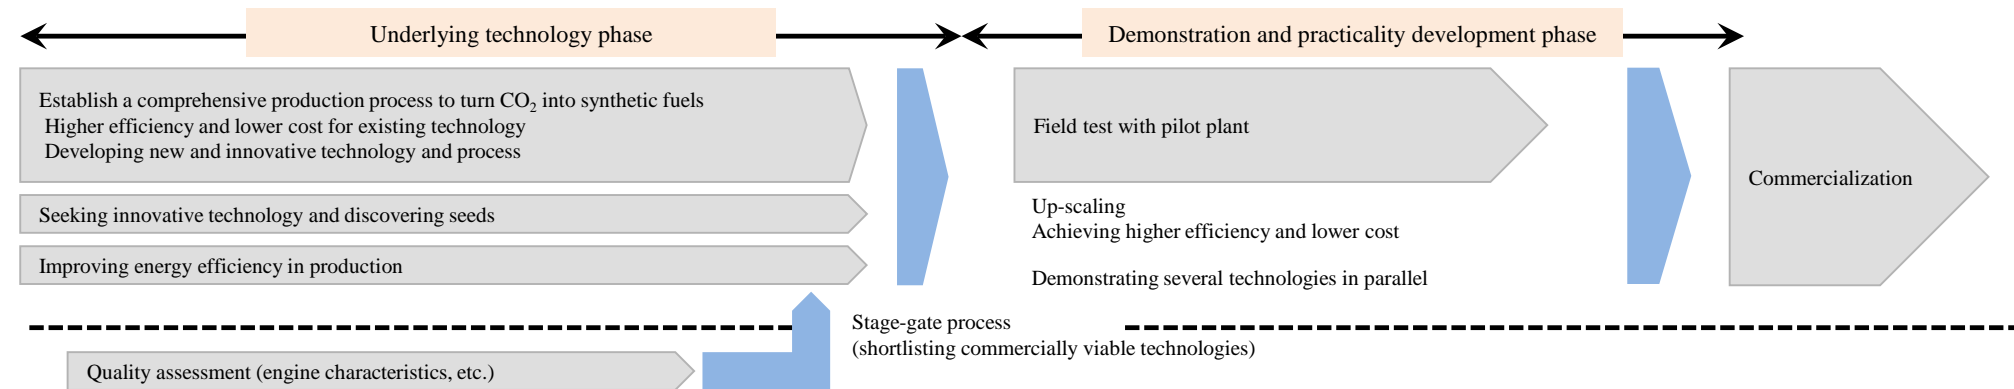 Underlying technology phase
Demonstration and practicality development phase
Establish a comprehensive production process to turn CO₂ into synthetic fuels
Higher efficiency and lower cost for existing technology
Developing new and innovative technology and process
Seeking innovative technology and discovering seeds
Improving energy efficiency in production
Field test with pilot plant
Up-scaling
Achieving higher efficiency and lower cost
Demonstrating several technologies in parallel
Commercialization
Stage-gate process
(shortlisting commercially viable technologies)
Quality assessment (engine characteristics, etc.)